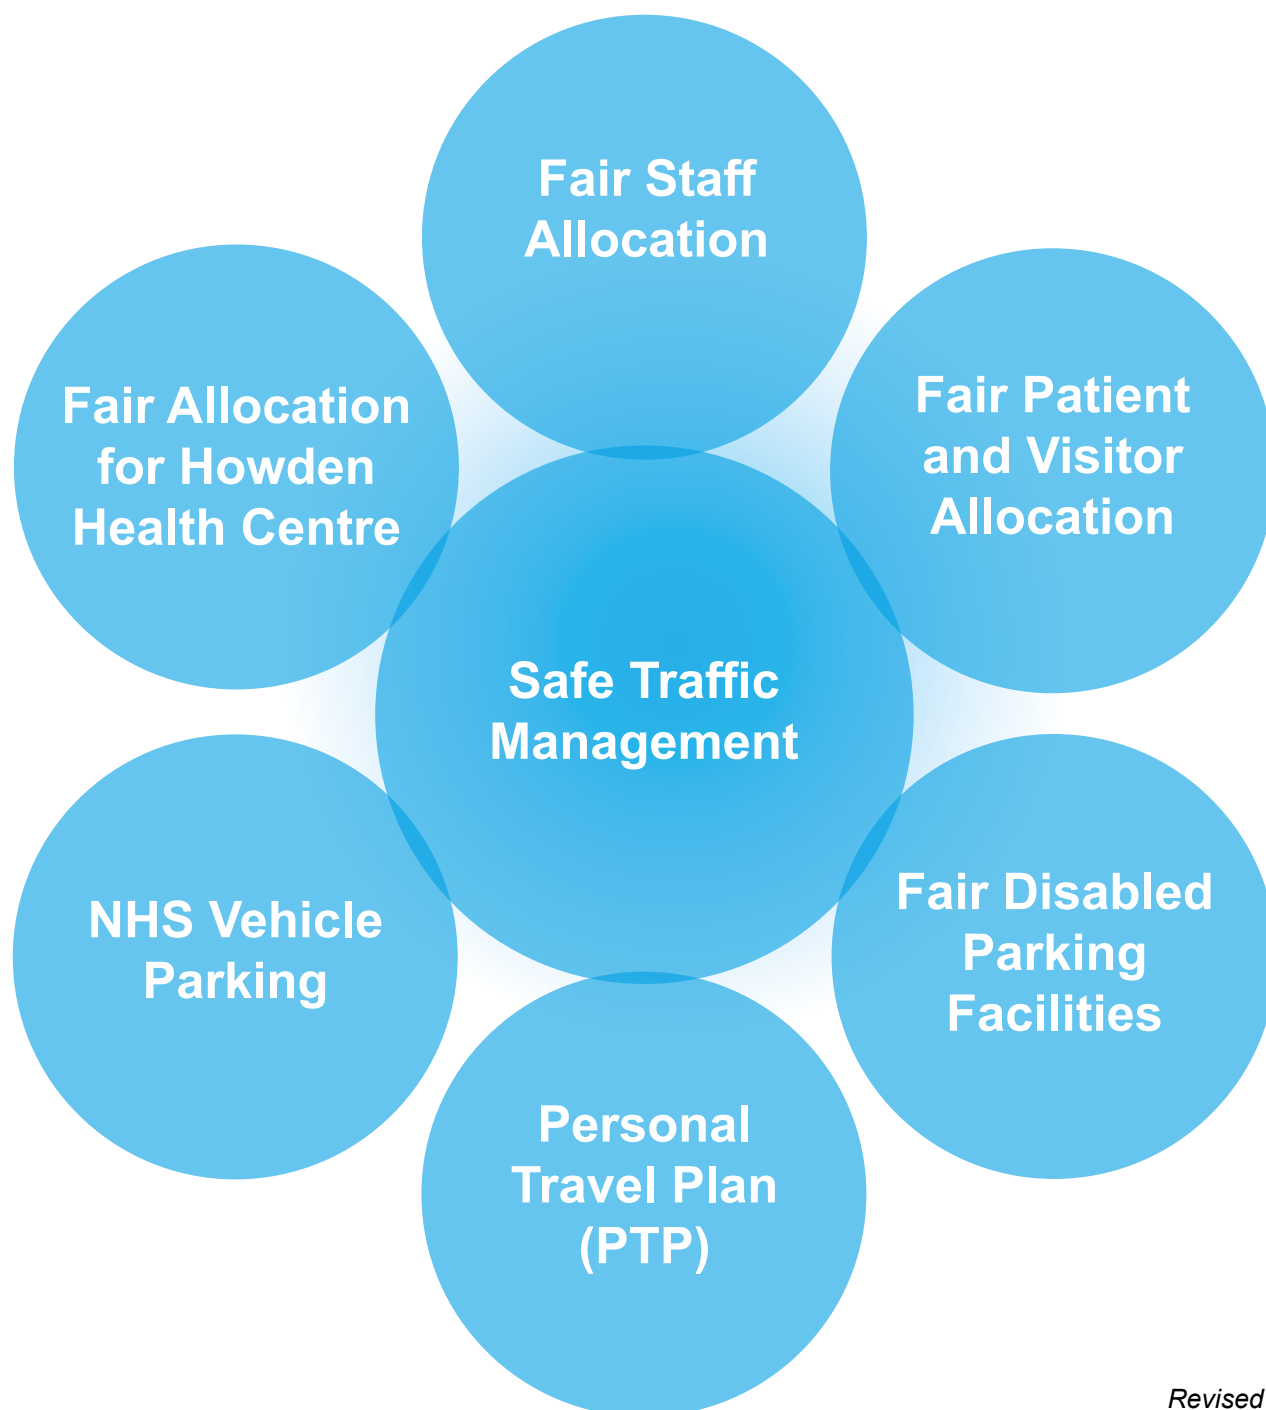 Fair Staff
Allocation
Fair Allocation
for Howden
Health Centre
Fair Patient
and Visitor
Allocation
Safe Traffic
Management
NHS Vehicle
Parking
Fair Disabled
Parking
Facilities
Personal
Travel Plan
(PTP)
Revised